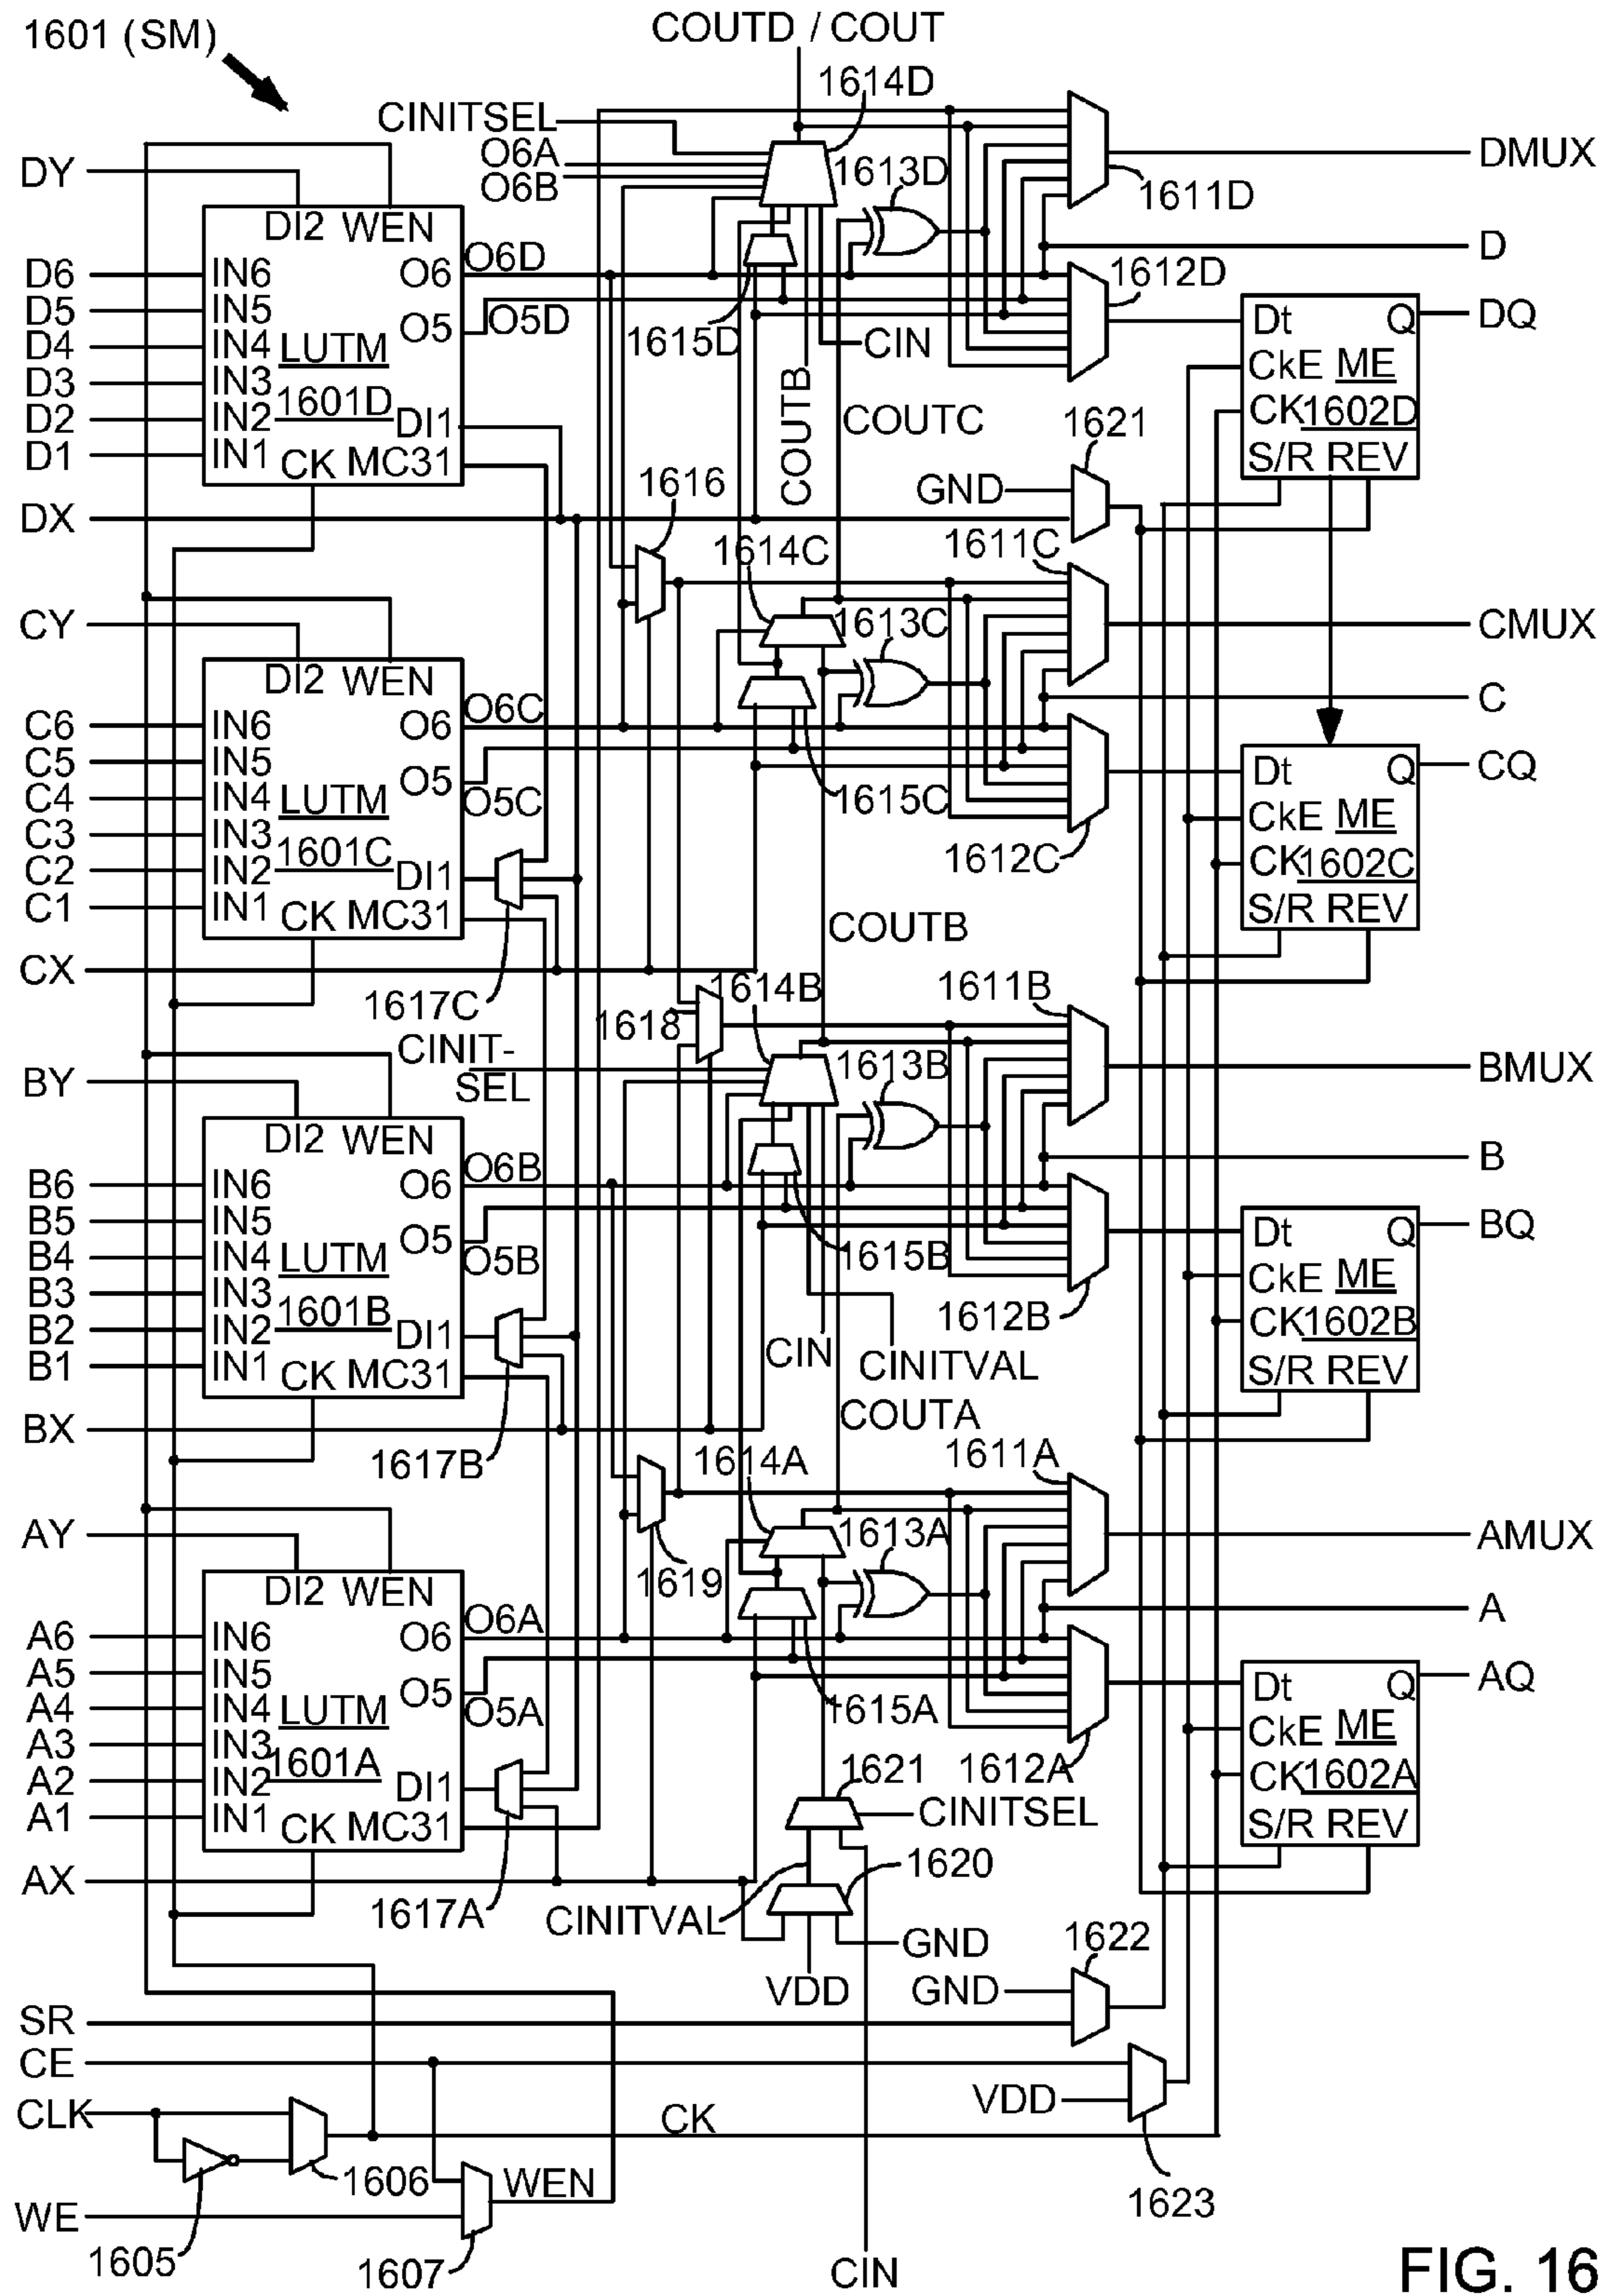 1601 (SM)
COUTD / COUT
1614D
CINITSEL
O6A
O6B
1613D
DMUX
1611D
DY
DI2 WEN
O6D
D
1612D
D6 IN6 O6
D5 IN5 O5 O5D
D4 IN4 LUTM
D3 IN3
D2 IN2 1601D DI1
D1 IN1 CK MC31
1615D
CIN
COUTB
COUTC
Dt Q DQ
CkE ME
CK 1602D
S/R REV
1621
GND
1616
DX
1614C
1611C
CY
1613C
CMUX
DI2 WEN
O6C
C
C6 IN6 O6
C5 IN5 O5 O5C
C4 IN4 LUTM
C3 IN3
C2 IN2 1601C DI1
C1 IN1 CK MC31
1615C
1612C
Dt Q CQ
CkE ME
CK 1602C
S/R REV
COUTB
CX
1617C
1614B
1611B
1618
CINIT-
SEL
1613B
BMUX
BY
DI2 WEN
O6B
B
B6 IN6 O6
B5 IN5 O5 O5B
B4 IN4 LUTM
B3 IN3
B2 IN2 1601B DI1
B1 IN1 CK MC31
1615B
1612B
CIN
CINITVAL
Dt Q BQ
CkE ME
CK 1602B
S/R REV
COUTA
BX
1617B
1614A
1611A
1613A
AMUX
AY
1619
DI2 WEN
O6A
A
A6 IN6 O6
A5 IN5 O5 O5A
A4 IN4 LUTM
A3 IN3
A2 IN2 1601A DI1
A1 IN1 CK MC31
1615A
1612A
Dt Q AQ
CkE ME
CK 1602A
S/R REV
1621
CINITSEL
AX
1617A
1620
CINITVAL
GND
VDD
1622
GND
SR
CE
VDD
CLK
CK
1606
WEN
1623
WE
1605
1607
CIN
FIG. 16